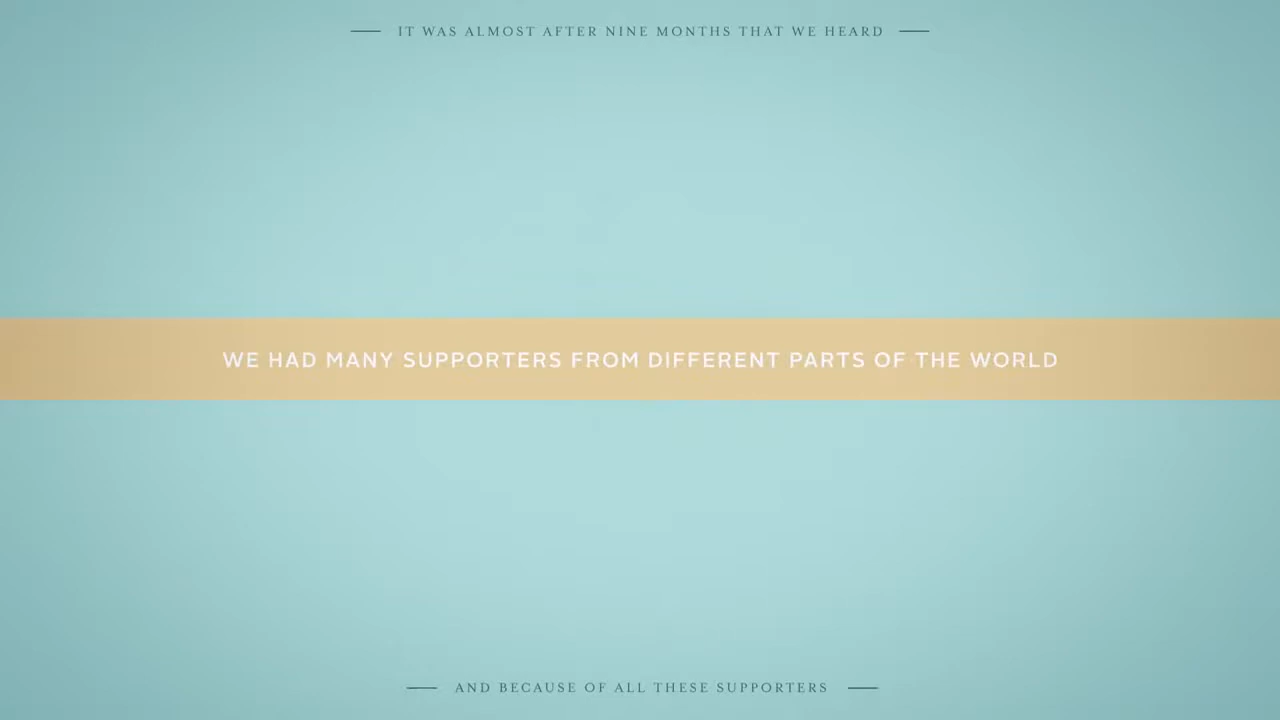 IT WAS ALMOST AFTER NINE MONTHS THAT WE HEARD
WE HAD MANY SUPPORTERS FROM DIFFERENT PARTS OF THE WORLD
AND BECAUSE OF ALL THESE SUPPORTERS